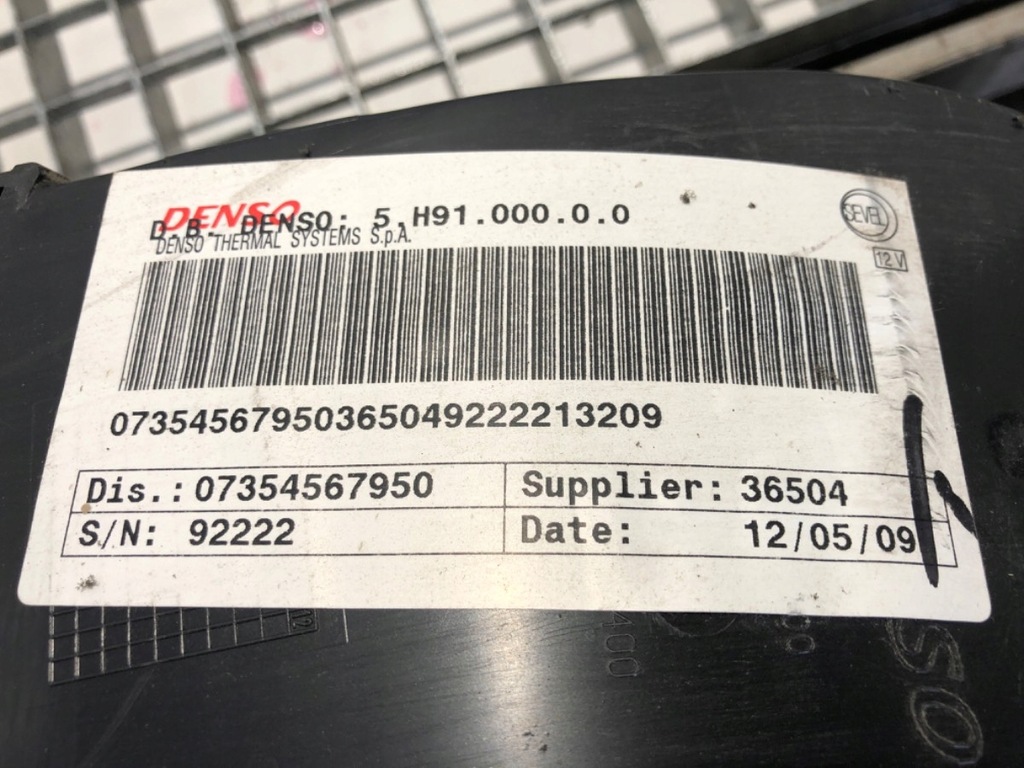 DENSO
D.B. DENSO: 5.H91.000.0.0
DENSO THERMAL SYSTEMS S.p.A.
SEVEL
12 V
07354567950365049222213209
Dis.: 07354567950
Supplier: 36504
S/N: 92222
Date: 12/05/09